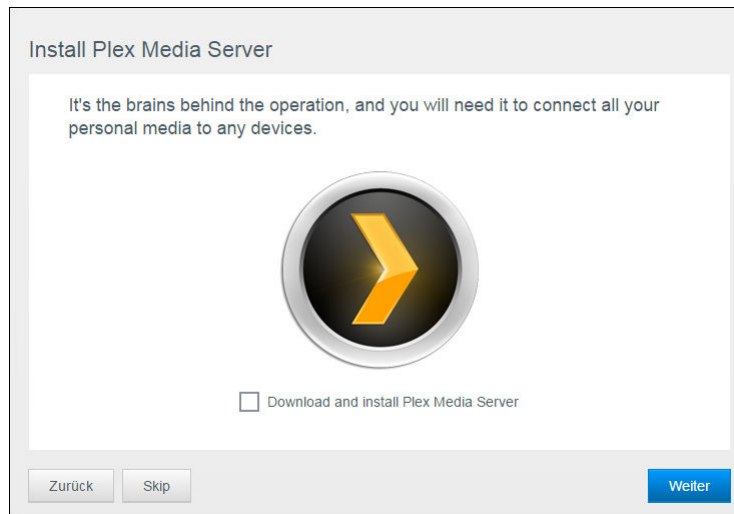 Install Plex Media Server
It's the brains behind the operation, and you will need it to connect all your
personal media to any devices.
Download and install Plex Media Server
Zurück
Skip
Weiter